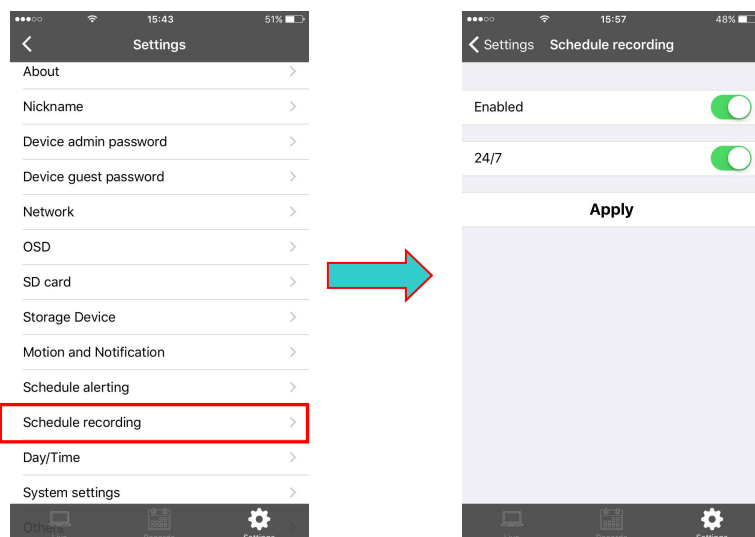 15:43
51%
Settings
About
Nickname
Device admin password
Device guest password
Network
OSD
SD card
Storage Device
Motion and Notification
Schedule alerting
Schedule recording
Day/Time
System settings
Others
15:57
48%
Settings Schedule recording
Enabled
24/7
Apply